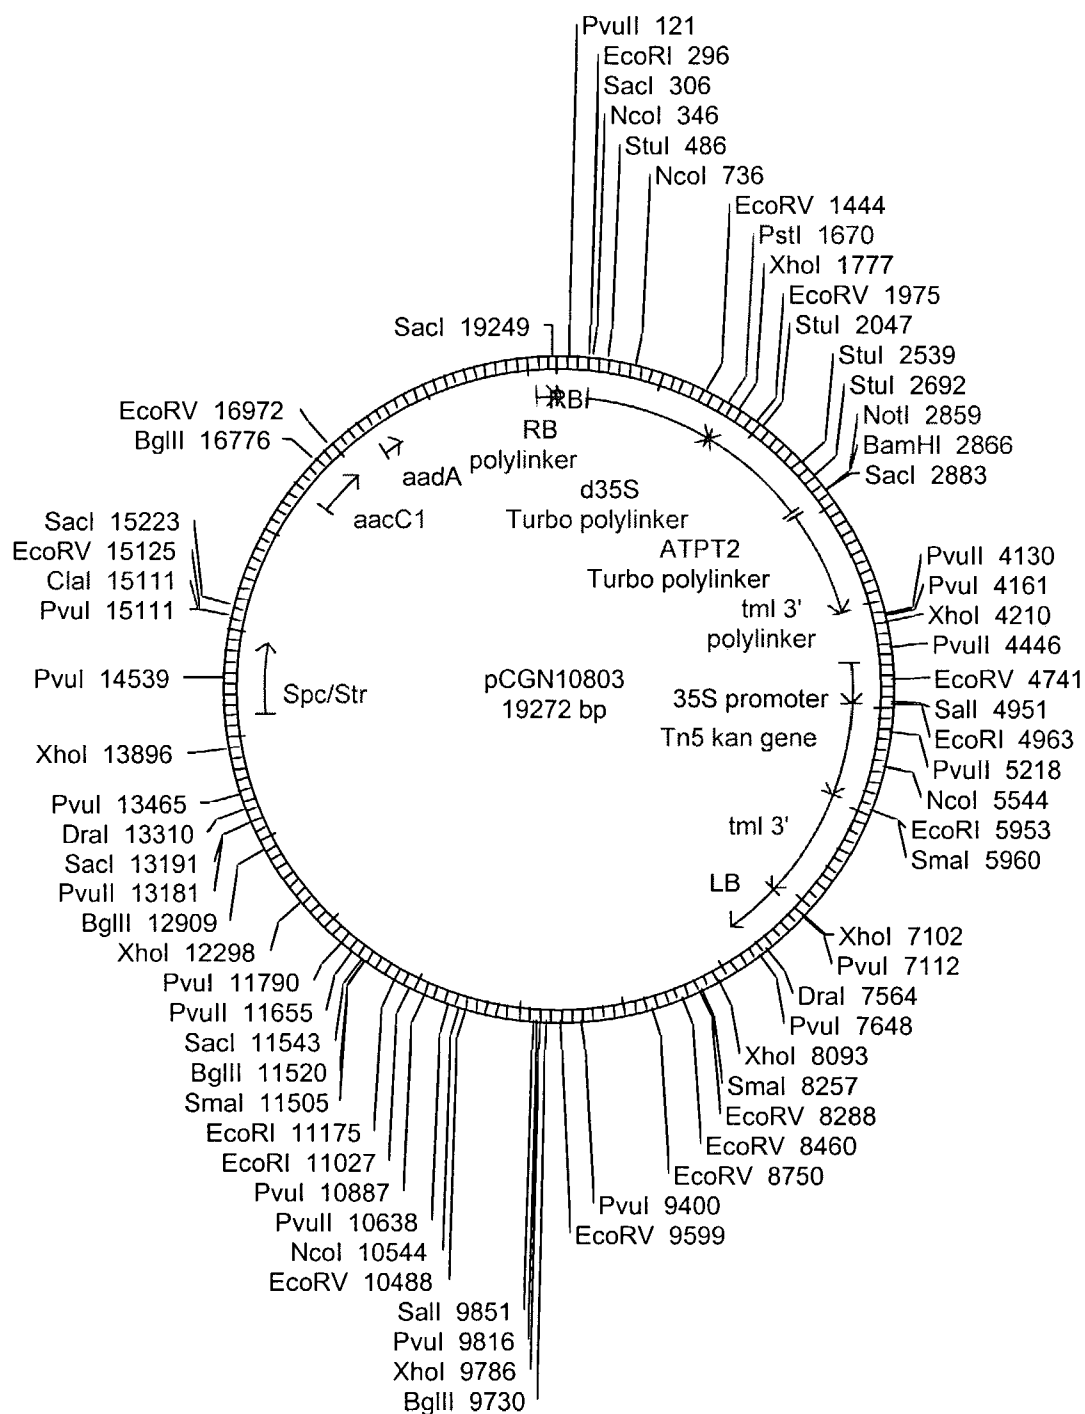 PvuII 121
EcoRI 296
SacI 306
NcoI 346
StuI 486
NcoI 736
EcoRV 1444
PstI 1670
XhoI 1777
EcoRV 1975
StuI 2047
StuI 2539
StuI 2692
NotI 2859
BamHI 2866
SacI 2883
PvuII 4130
PvuI 4161
XhoI 4210
PvuII 4446
EcoRV 4741
SalI 4951
EcoRI 4963
PvuII 5218
NcoI 5544
EcoRI 5953
SmaI 5960
XhoI 7102
PvuI 7112
DraI 7564
PvuI 7648
XhoI 8093
SmaI 8257
EcoRV 8288
EcoRV 8460
EcoRV 8750
PvuI 9400
EcoRV 9599
BglII 9730
XhoI 9786
PvuI 9816
SalI 9851
EcoRV 10488
NcoI 10544
PvuII 10638
PvuI 10887
EcoRI 11027
EcoRI 11175
SmaI 11505
BglII 11520
SacI 11543
PvuII 11655
PvuI 11790
XhoI 12298
BglII 12909
PvuII 13181
SacI 13191
DraI 13310
PvuI 13465
XhoI 13896
PvuI 14539
PvuI 15111
ClaI 15111
EcoRV 15125
SacI 15223
BglII 16776
EcoRV 16972
SacI 19249
RB
RB
polylinker
d35S
Turbo polylinker
ATPT2
Turbo polylinker
tml 3'
polylinker
35S promoter
Tn5 kan gene
tml 3'
LB
Spc/Str
aacC1
aadA
pCGN10803
19272 bp